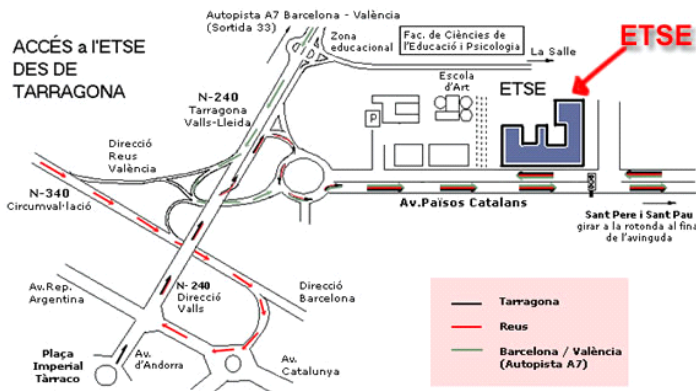 ACCÉS a l'ETSE
DES DE
TARRAGONA
Autopista A7 Barcelona - València
(Sortida 33)
Zona
educacional
Fac. de Ciències de
l'Educació i Psicologia
La Salle
ETSE
Escola
d'Art
ETSE
P
N-240
Tarragona
Valls-Lleida
Direcció
Reus
València
N-340
Circumval·lació
Av.Països Catalans
Sant Pere i Sant Pau
girar a la rotonda al final
de l'avinguda
N-240
Direcció
Valls
Av.Rep.
Argentina
Direcció
Barcelona
Plaça
Imperial
Tàrraco
Av.
d'Andorra
Av.
Catalunya
Tarragona
Reus
Barcelona / València
(Autopista A7)